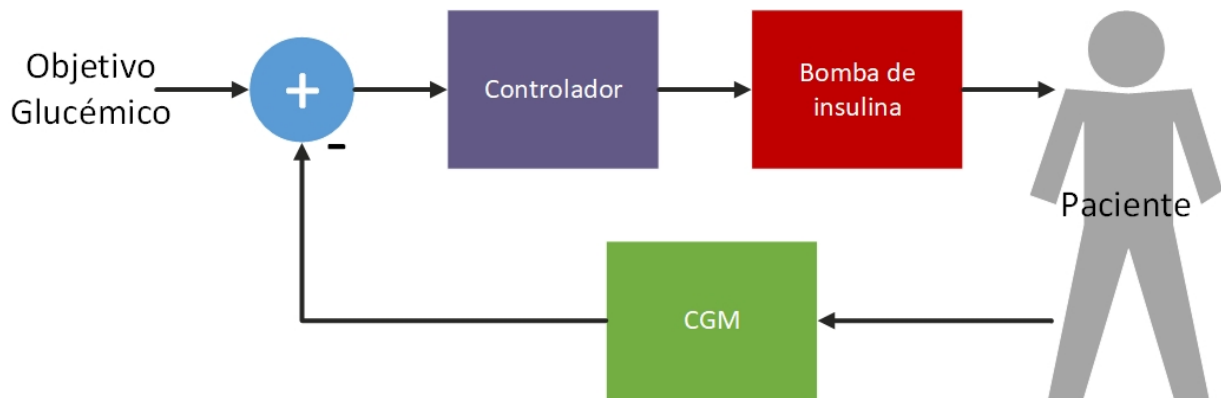 Objetivo
Glucémico
+
-
Controlador
Bomba de
insulina
Paciente
CGM